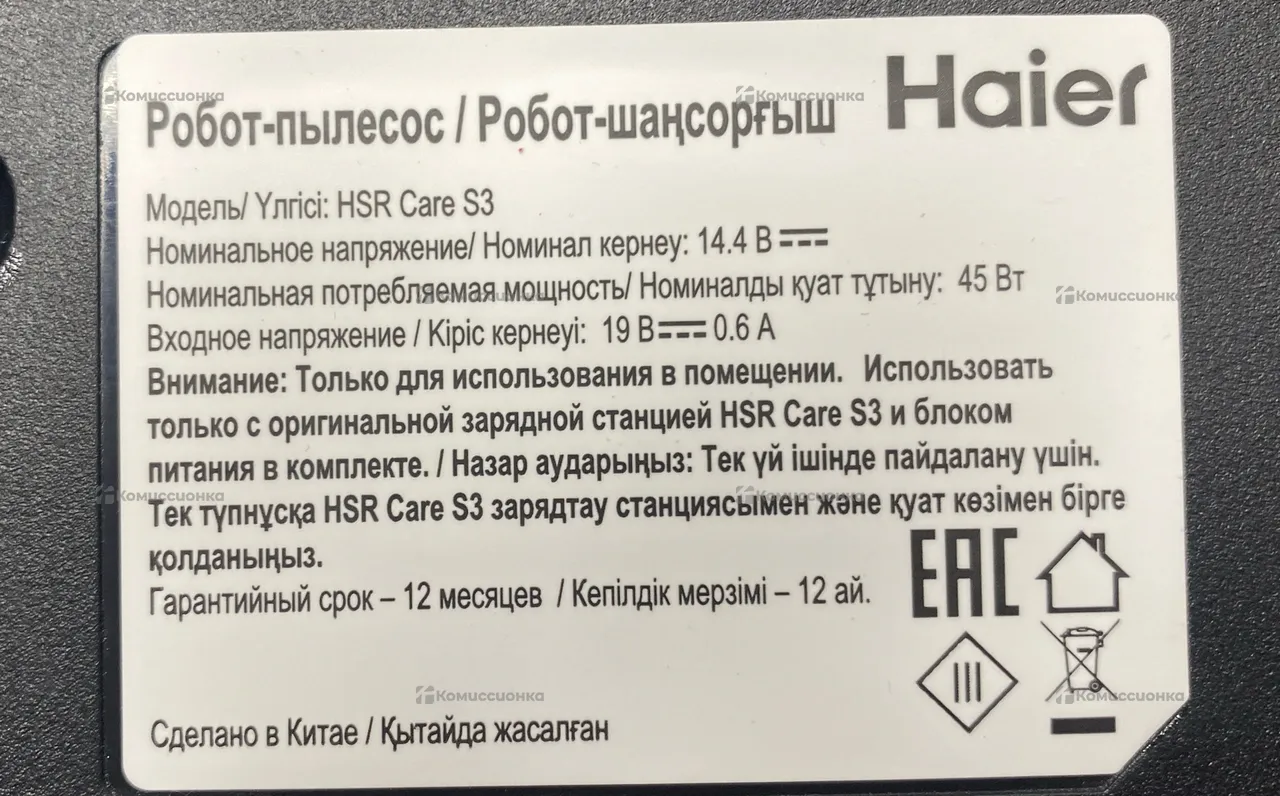 Haier
Робот-пылесос / Робот-шаңсорғыш
Модель/ Үлгісі: HSR Care S3
Номинальное напряжение/ Номинал кернеу: 14.4 В
Номинальная потребляемая мощность/ Номиналды қуат тұтыну: 45 Вт
Входное напряжение / Кіріс кернеуі: 19 В 0.6 А
Внимание: Только для использования в помещении. Использовать
только с оригинальной зарядной станцией HSR Care S3 и блоком
питания в комплекте. / Назар аударыңыз: Тек үй ішінде пайдалану үшін.
Тек түпнұсқа HSR Care S3 зарядтау станциясымен және қуат көзімен бірге
қолданыңыз.
Гарантийный срок – 12 месяцев / Кепілдік мерзімі – 12 ай.
EAC
III
Сделано в Китае / Қытайда жасалған
Комиссионка
Комиссионка
Комиссионка
Комиссионка
Комиссионка
Комиссионка
Комиссионка
Комиссионка